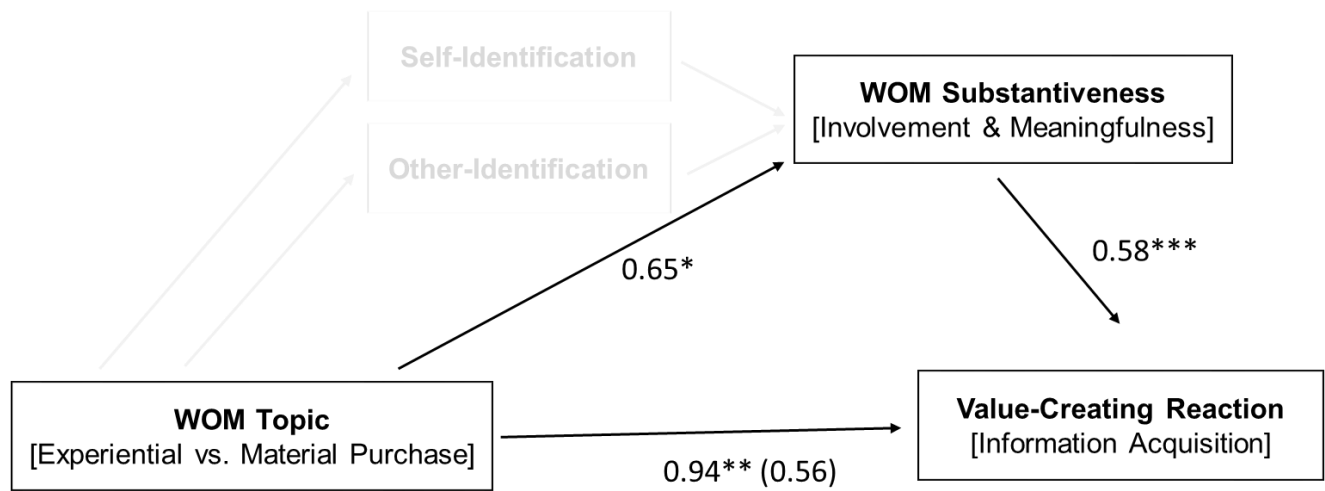 Self-Identification
Other-Identification
WOM Substantiveness
[Involvement & Meaningfulness]
0.65*
0.58***
WOM Topic
[Experiential vs. Material Purchase]
0.94** (0.56)
Value-Creating Reaction
[Information Acquisition]